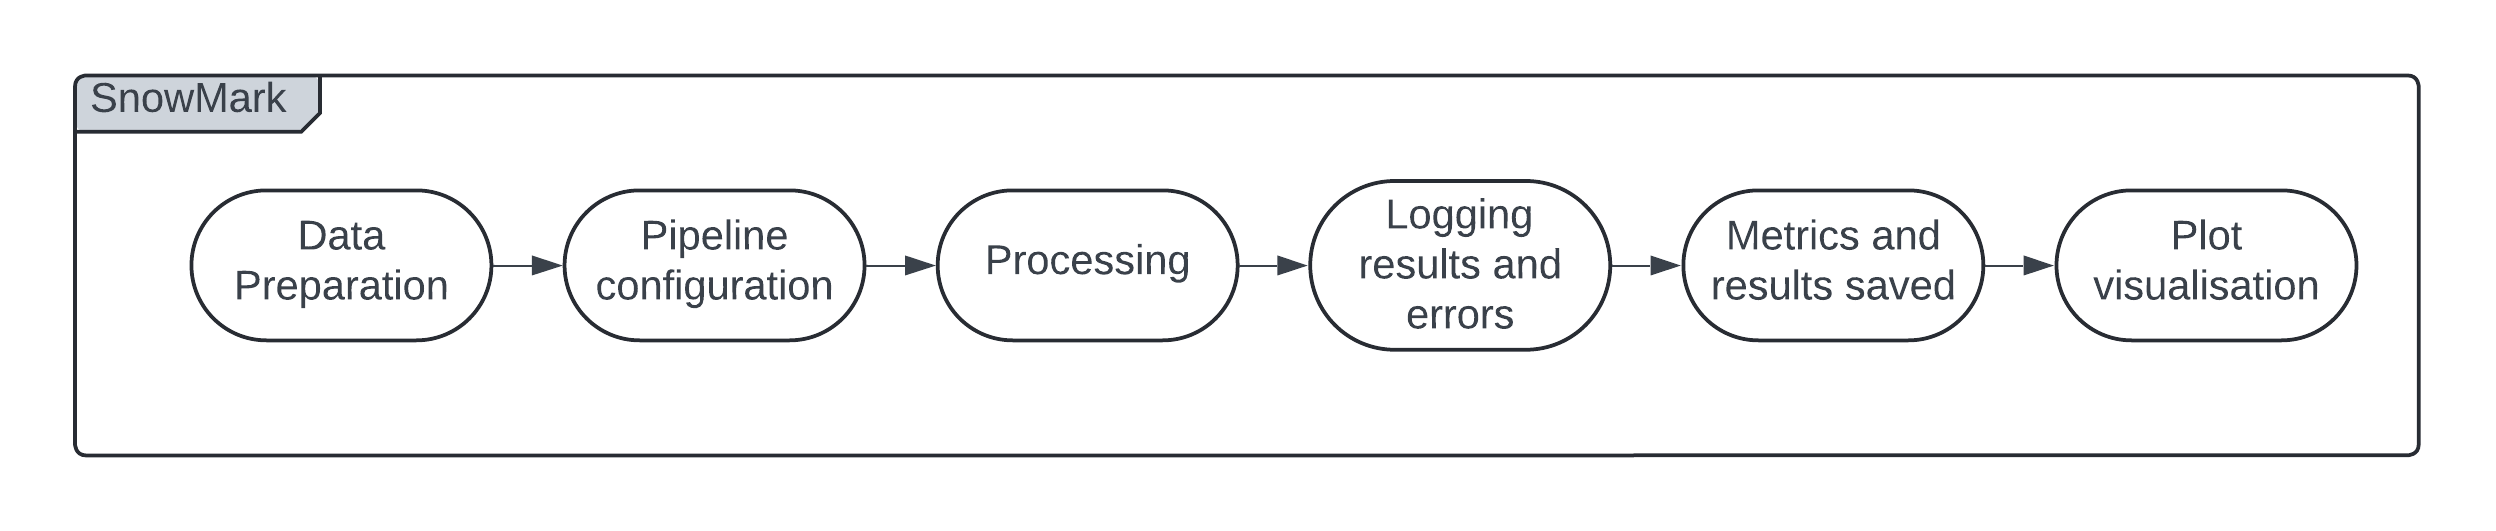 SnowMark
Data
Preparation
Pipeline
configuration
Processing
Logging
results and
errors
Metrics and
results saved
Plot
visualisation